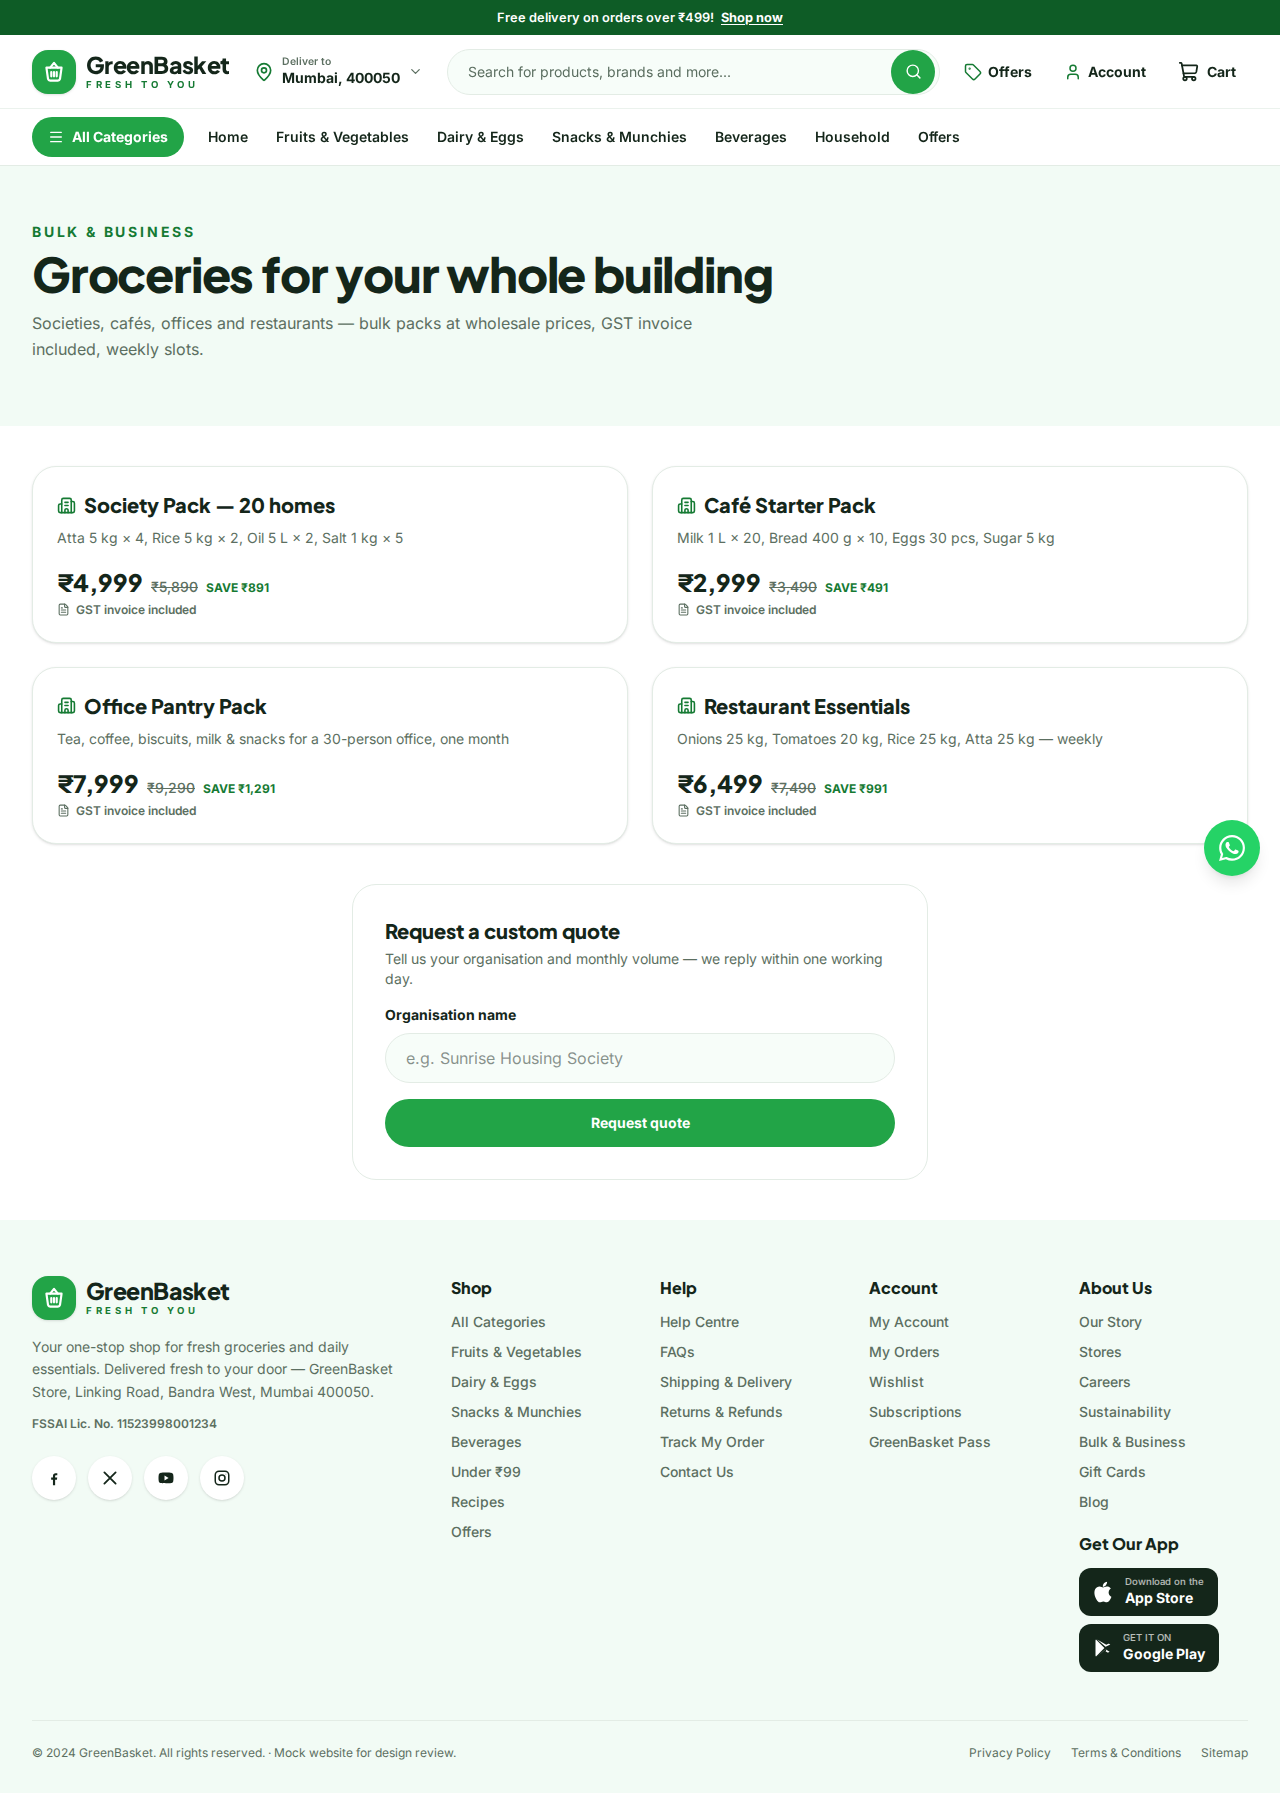 Free delivery on orders over ₹499! Shop now
GreenBasket
FRESH TO YOU
Deliver to
Mumbai, 400050
Search for products, brands and more...
Offers
Account
Cart
All Categories
Home
Fruits & Vegetables
Dairy & Eggs
Snacks & Munchies
Beverages
Household
Offers
BULK & BUSINESS
Groceries for your whole building
Societies, cafés, offices and restaurants — bulk packs at wholesale prices, GST invoice
included, weekly slots.
Society Pack — 20 homes
Atta 5 kg × 4, Rice 5 kg × 2, Oil 5 L × 2, Salt 1 kg × 5
₹4,999 ₹5,890 SAVE ₹891
GST invoice included
Café Starter Pack
Milk 1 L × 20, Bread 400 g × 10, Eggs 30 pcs, Sugar 5 kg
₹2,999 ₹3,490 SAVE ₹491
GST invoice included
Office Pantry Pack
Tea, coffee, biscuits, milk & snacks for a 30-person office, one month
₹7,999 ₹9,290 SAVE ₹1,291
GST invoice included
Restaurant Essentials
Onions 25 kg, Tomatoes 20 kg, Rice 25 kg, Atta 25 kg — weekly
₹6,499 ₹7,490 SAVE ₹991
GST invoice included
Request a custom quote
Tell us your organisation and monthly volume — we reply within one working
day.
Organisation name
e.g. Sunrise Housing Society
Request quote
GreenBasket
FRESH TO YOU
Your one-stop shop for fresh groceries and daily
essentials. Delivered fresh to your door — GreenBasket
Store, Linking Road, Bandra West, Mumbai 400050.
FSSAI Lic. No. 11523998001234
Shop
All Categories
Fruits & Vegetables
Dairy & Eggs
Snacks & Munchies
Beverages
Under ₹99
Recipes
Offers
Help
Help Centre
FAQs
Shipping & Delivery
Returns & Refunds
Track My Order
Contact Us
Account
My Account
My Orders
Wishlist
Subscriptions
GreenBasket Pass
About Us
Our Story
Stores
Careers
Sustainability
Bulk & Business
Gift Cards
Blog
Get Our App
Download on the
App Store
GET IT ON
Google Play
© 2024 GreenBasket. All rights reserved. · Mock website for design review.
Privacy Policy
Terms & Conditions
Sitemap